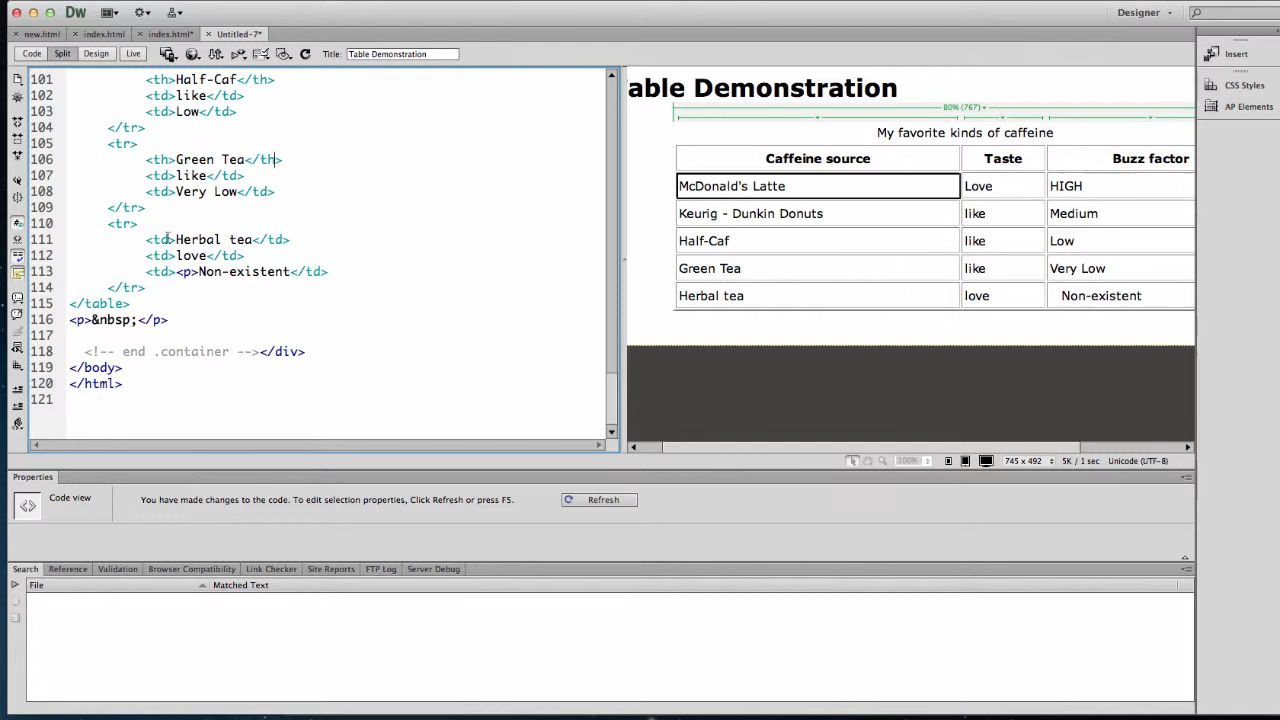 Dw Designer
new.html index.html index.html* Untitled-7*
Code Split Design Live Title: Table Demonstration
Insert
CSS Styles
AP Elements
101 <th>Half-Caf</th>
102 <td>like</td>
103 <td>Low</td>
104 </tr>
105 <tr>
106 <th>Green Tea</th>
107 <td>like</td>
108 <td>Very Low</td>
109 </tr>
110 <tr>
111 <td>Herbal tea</td>
112 <td>love</td>
113 <td><p>Non-existent</td>
114 </tr>
115 </table>
116 <p>&nbsp;</p>
117
118 <!-- end .container --></div>
119 </body>
120 </html>
121
able Demonstration
80% (767)
My favorite kinds of caffeine
Caffeine source Taste Buzz factor
McDonald's Latte Love HIGH
Keurig - Dunkin Donuts like Medium
Half-Caf like Low
Green Tea like Very Low
Herbal tea love Non-existent
100% 745 x 492 5K / 1 sec Unicode (UTF-8)
Properties
Code view You have made changes to the code. To edit selection properties, Click Refresh or press F5. Refresh
Search Reference Validation Browser Compatibility Link Checker Site Reports FTP Log Server Debug
File Matched Text